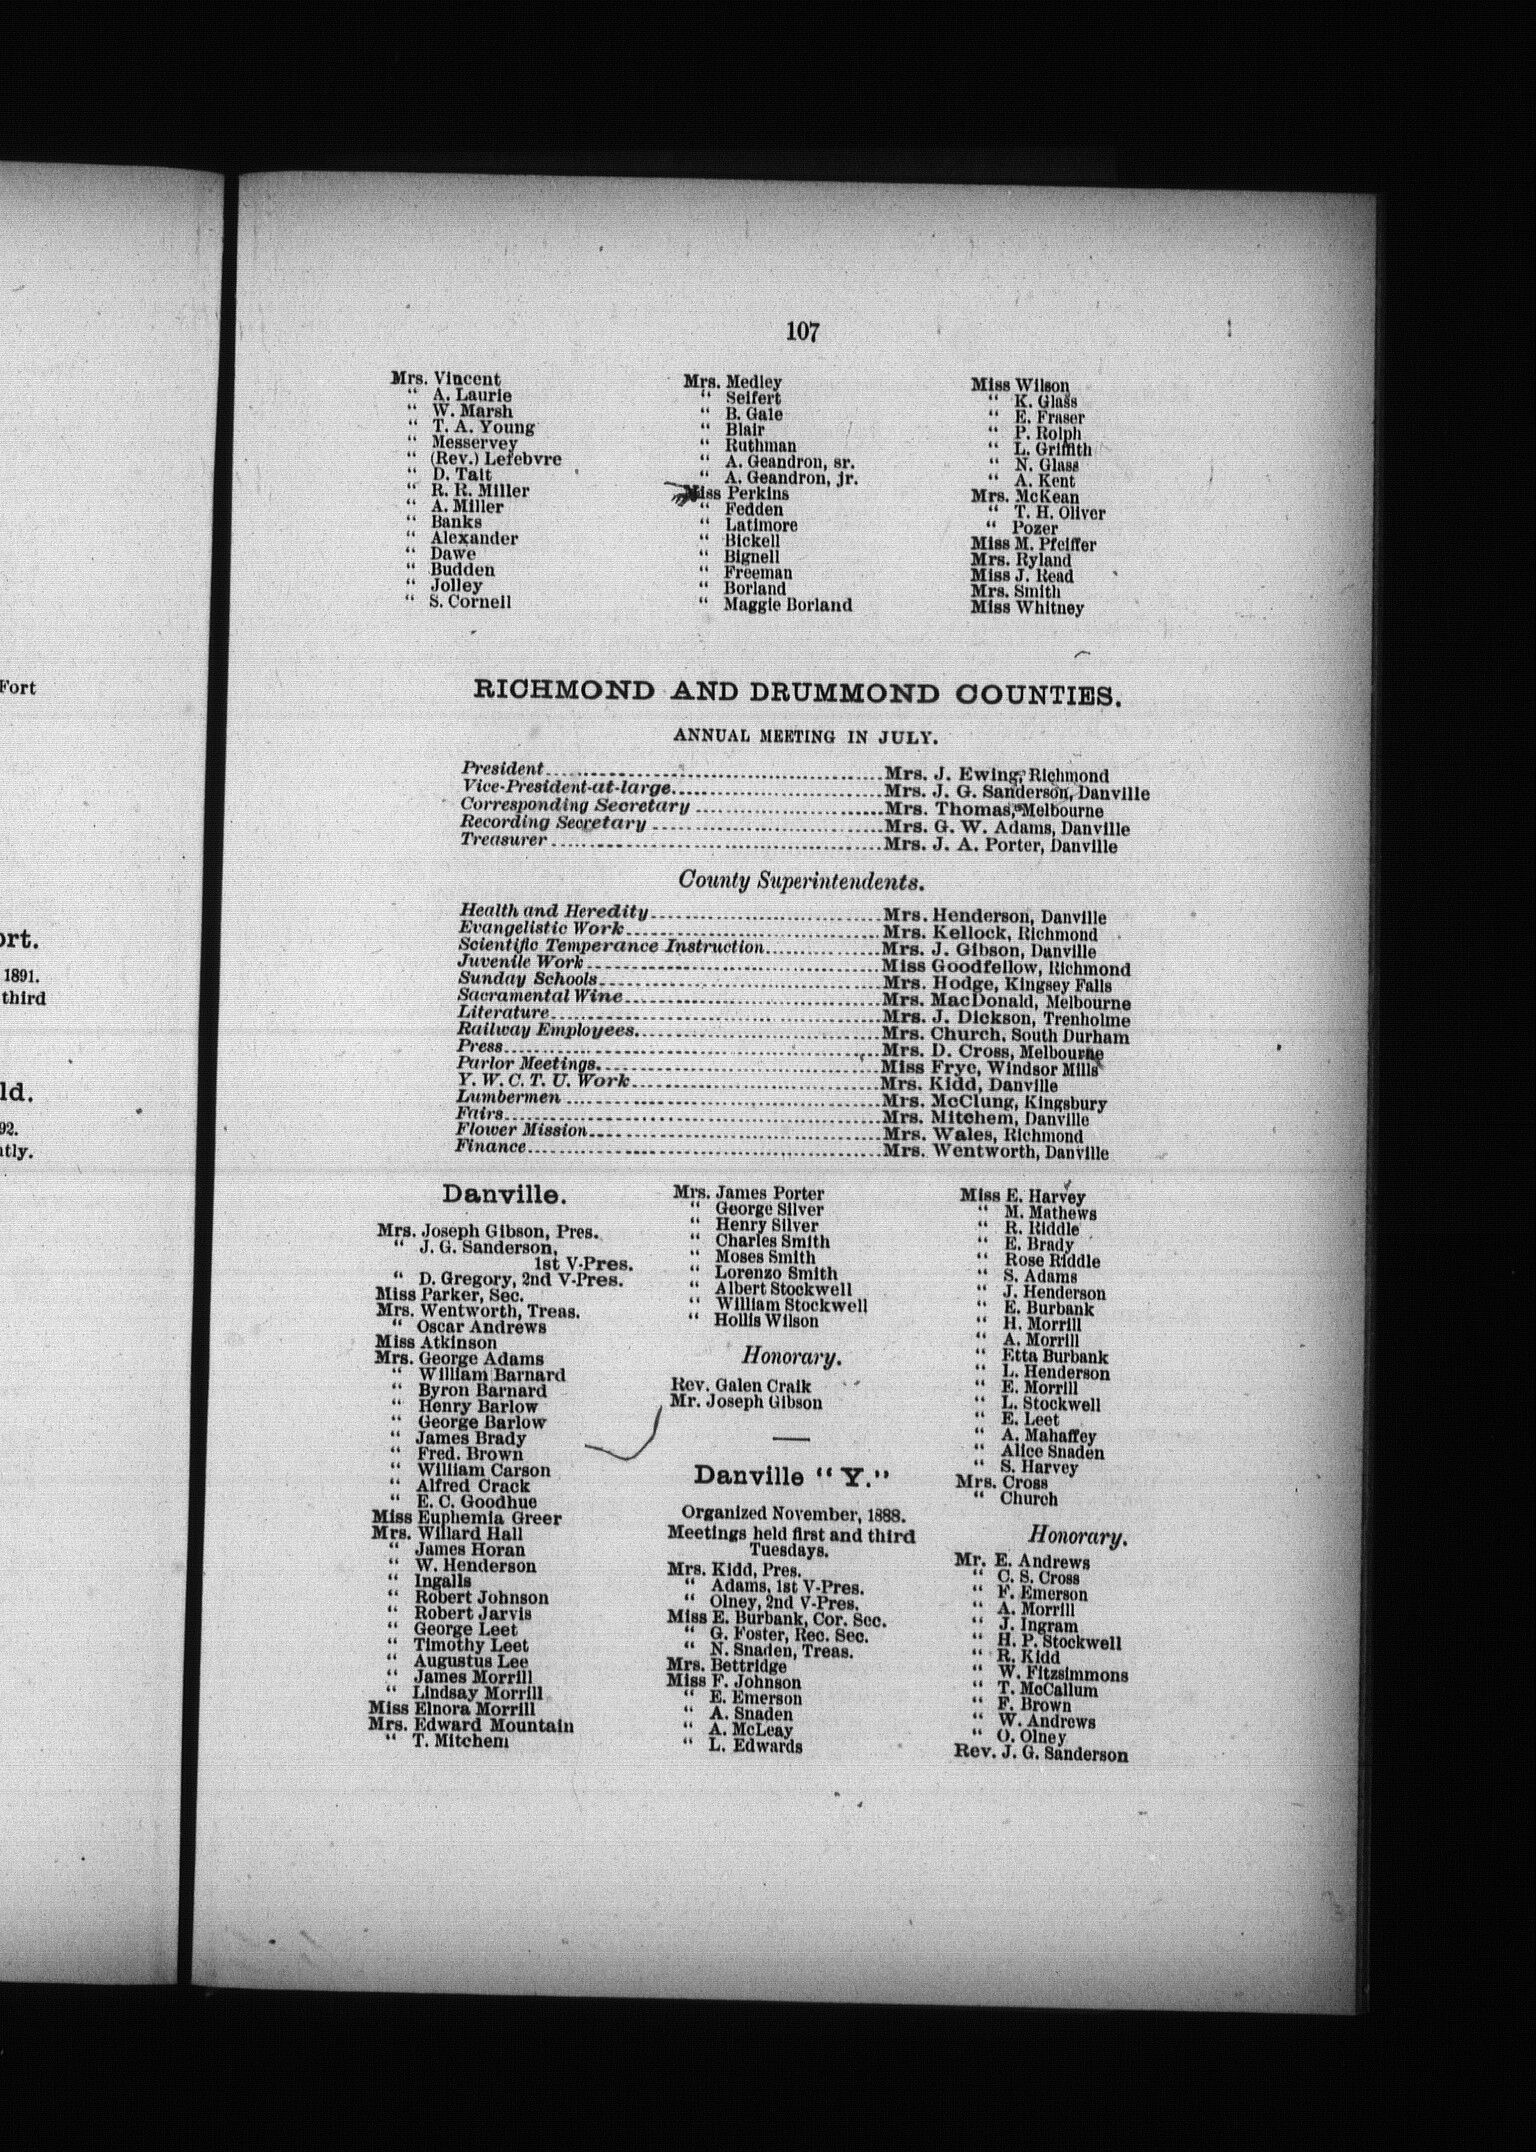 Fort
ort.
1891.
third
ld.
92.
tly.
107
Mrs. Vincent
“ A. Laurie
“ W. Marsh
“ T. A. Young
“ Messervey
“ (Rev.) Lefebvre
“ D. Tait
“ R. R. Miller
“ A. Miller
“ Banks
“ Alexander
“ Dawe
“ Budden
“ Jolley
“ S. Cornell
Mrs. Medley
“ Seifert
“ B. Gale
“ Blair
“ Ruthman
“ A. Geandron, sr.
“ A. Geandron, jr.
Miss Perkins
“ Fedden
“ Latimore
“ Bickell
“ Bignell
“ Freeman
“ Borland
“ Maggie Borland
Miss Wilson
“ K. Glass
“ E. Fraser
“ P. Rolph
“ L. Griffith
“ N. Glass
“ A. Kent
Mrs. McKean
“ T. H. Oliver
“ Pozer
Miss M. Pfeiffer
Mrs. Ryland
Miss J. Read
Mrs. Smith
Miss Whitney
RICHMOND AND DRUMMOND COUNTIES.
ANNUAL MEETING IN JULY.
President ........ Mrs. J. Ewing, Richmond
Vice-President-at-large ........ Mrs. J. G. Sanderson, Danville
Corresponding Secretary ........ Mrs. Thomas, Melbourne
Recording Secretary ........ Mrs. G. W. Adams, Danville
Treasurer ........ Mrs. J. A. Porter, Danville
County Superintendents.
Health and Heredity ........ Mrs. Henderson, Danville
Evangelistic Work ........ Mrs. Kellock, Richmond
Scientific Temperance Instruction ........ Mrs. J. Gibson, Danville
Juvenile Work ........ Miss Goodfellow, Richmond
Sunday Schools ........ Mrs. Hodge, Kingsey Falls
Sacramental Wine ........ Mrs. MacDonald, Melbourne
Literature ........ Mrs. J. Dickson, Trenholme
Railway Employees ........ Mrs. Church, South Durham
Press ........ Mrs. D. Cross, Melbourne
Parlor Meetings ........ Miss Frye, Windsor Mills
Y. W. C. T. U. Work ........ Mrs. Kidd, Danville
Lumbermen ........ Mrs. McClung, Kingsbury
Fairs ........ Mrs. Mitchem, Danville
Flower Mission ........ Mrs. Wales, Richmond
Finance ........ Mrs. Wentworth, Danville
Danville.
Mrs. Joseph Gibson, Pres.
“ J. G. Sanderson,
1st V-Pres.
“ D. Gregory, 2nd V-Pres.
Miss Parker, Sec.
Mrs. Wentworth, Treas.
“ Oscar Andrews
Miss Atkinson
Mrs. George Adams
“ William Barnard
“ Byron Barnard
“ Henry Barlow
“ George Barlow
“ James Brady
“ Fred. Brown
“ William Carson
“ Alfred Crack
“ E. C. Goodhue
Miss Euphemia Greer
Mrs. Willard Hall
“ James Horan
“ W. Henderson
“ Ingalls
“ Robert Johnson
“ Robert Jarvis
“ George Leet
“ Timothy Leet
“ Augustus Lee
“ James Morrill
“ Lindsay Morrill
Miss Elnora Morrill
Mrs. Edward Mountain
“ T. Mitchem
Mrs. James Porter
“ George Silver
“ Henry Silver
“ Charles Smith
“ Moses Smith
“ Lorenzo Smith
“ Albert Stockwell
“ William Stockwell
“ Hollis Wilson
Honorary.
Rev. Galen Craik
Mr. Joseph Gibson
Danville “Y.”
Organized November, 1888.
Meetings held first and third
Tuesdays.
Mrs. Kidd, Pres.
“ Adams, 1st V-Pres.
“ Olney, 2nd V-Pres.
Miss E. Burbank, Cor. Sec.
“ G. Foster, Rec. Sec.
“ N. Snaden, Treas.
Mrs. Bettridge
Miss F. Johnson
“ E. Emerson
“ A. Snaden
“ A. McLeay
“ L. Edwards
Miss E. Harvey
“ M. Mathews
“ R. Riddle
“ E. Brady
“ Rose Riddle
“ S. Adams
“ J. Henderson
“ E. Burbank
“ H. Morrill
“ A. Morrill
“ Etta Burbank
“ L. Henderson
“ E. Morrill
“ L. Stockwell
“ E. Leet
“ A. Mahaffey
“ Alice Snaden
“ S. Harvey
Mrs. Cross
“ Church
Honorary.
Mr. E. Andrews
“ C. S. Cross
“ F. Emerson
“ A. Morrill
“ J. Ingram
“ H. P. Stockwell
“ R. Kidd
“ W. Fitzsimmons
“ T. McCallum
“ F. Brown
“ W. Andrews
“ O. Olney
Rev. J. G. Sanderson